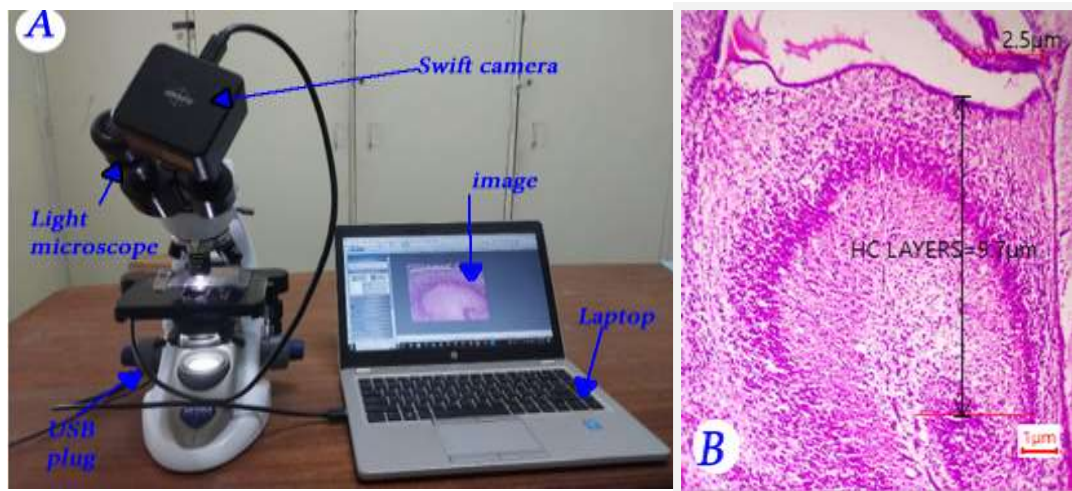 A
Swift camera
image
Light
microscope
Laptop
USB
plug
2.5μm
HC LAYERS=9.7μm
1μm
B